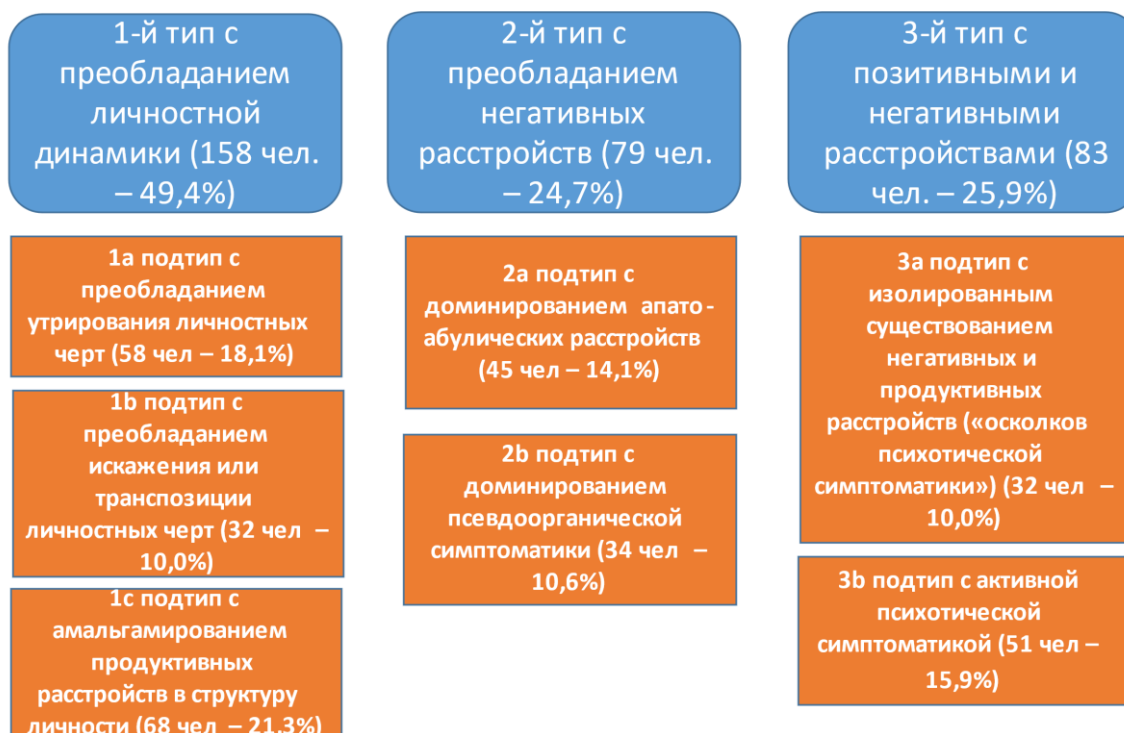 1-й тип с
преобладанием
личностной
динамики (158 чел.
– 49,4%)
1a подтип с
преобладанием
утрирования личностных
черт (58 чел – 18,1%)
1b подтип с
преобладанием
искажения или
транспозиции
личностных черт (32 чел –
10,0%)
1c подтип с
амальгамированием
продуктивных
расстройств в структуру
личности (68 чел – 21,3%)
2-й тип с
преобладанием
негативных
расстройств (79 чел.
– 24,7%)
2a подтип с
доминированием апато-
абулических расстройств
(45 чел – 14,1%)
2b подтип с
доминированием
псевдоорганической
симптоматики (34 чел –
10,6%)
3-й тип с
позитивными и
негативными
расстройствами (83
чел. – 25,9%)
3a подтип с
изолированным
существованием
негативных и
продуктивных
расстройств («осколков
психотической
симптоматики») (32 чел –
10,0%)
3b подтип с активной
психотической
симптоматикой (51 чел –
15,9%)